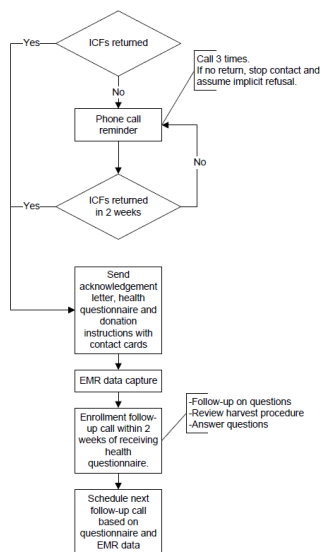 Yes
ICFs returned
Call 3 times.
If no return, stop contact and
assume implicit refusal.
No
Phone call
reminder
No
Yes
ICFs returned
in 2 weeks
Send
acknowledgement
letter, health
questionnaire and
donation
instructions with
contact cards
EMR data capture
Enrollment follow-
up call within 2
weeks of receiving
health
questionnaire.
-Follow-up on questions
-Review harvest procedure
-Answer questions
Schedule next
follow-up call
based on
questionnaire and
EMR data